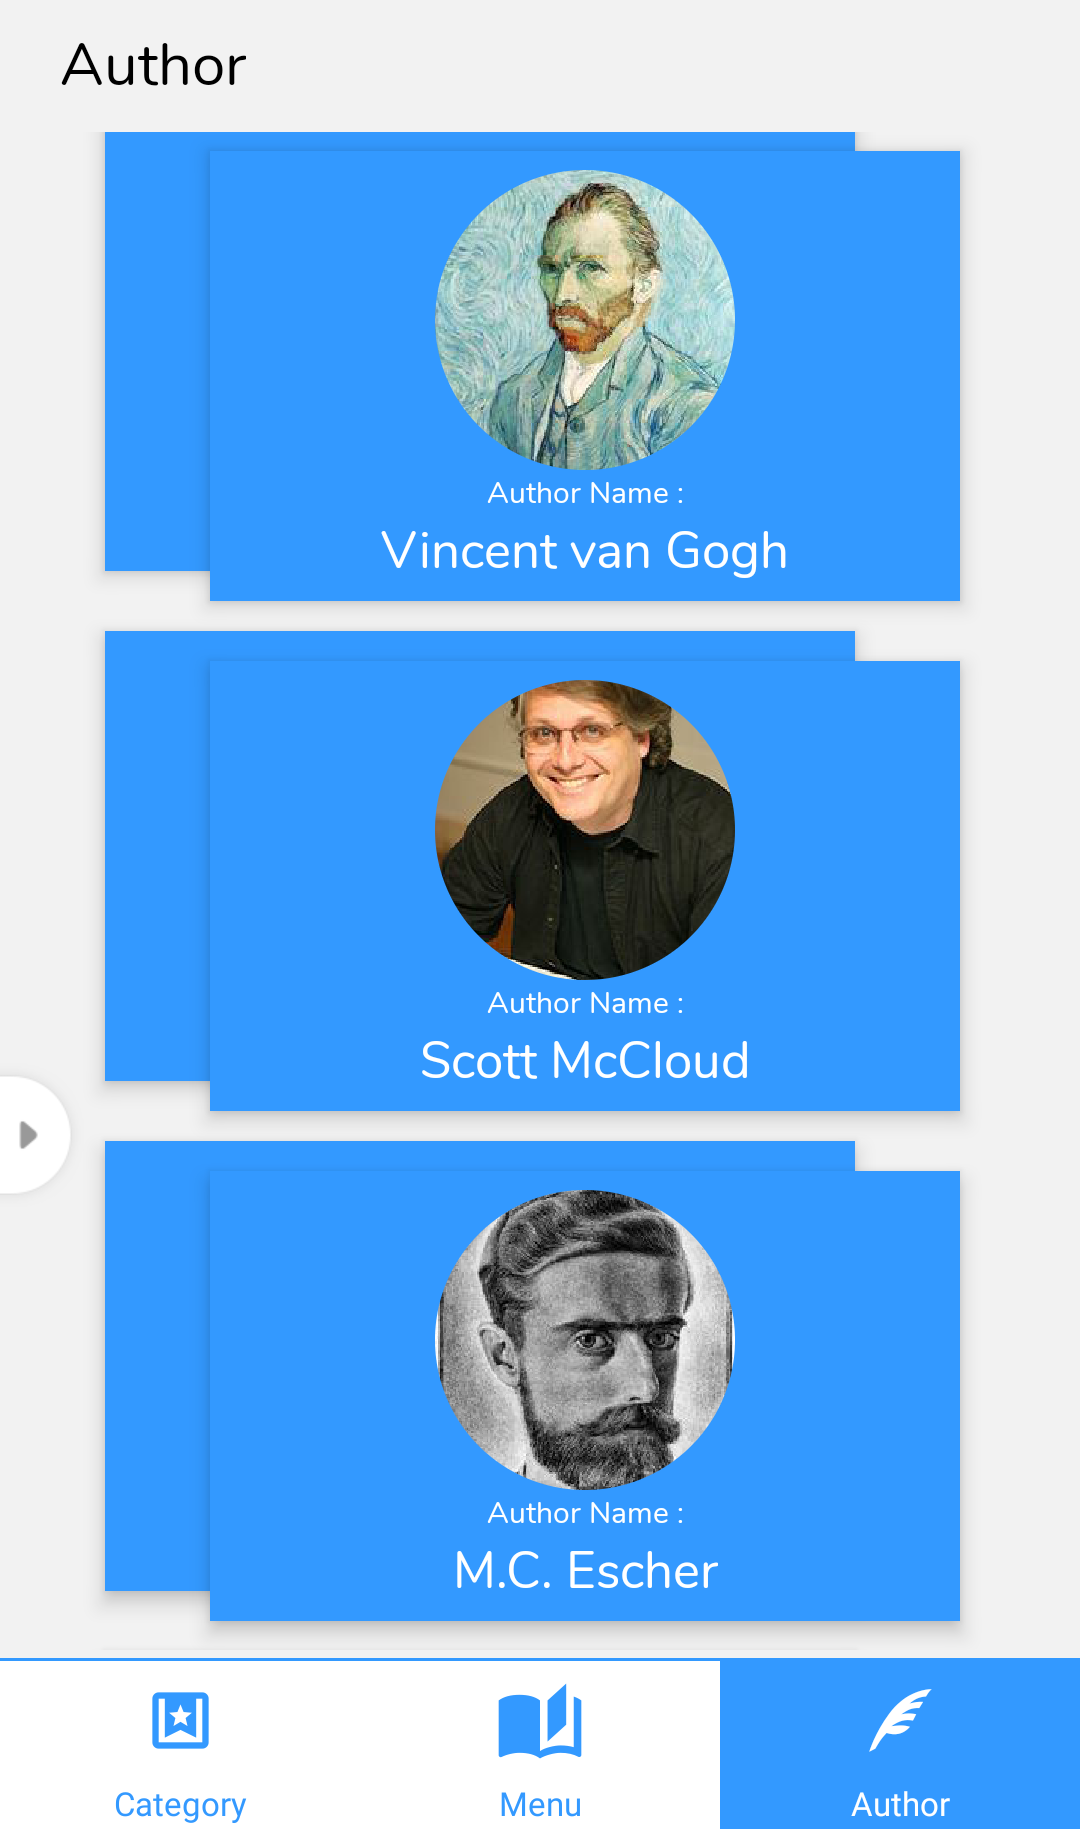 Author
Author Name :
Vincent van Gogh
Author Name :
Scott McCloud
Author Name :
M.C. Escher
Category
Menu
Author